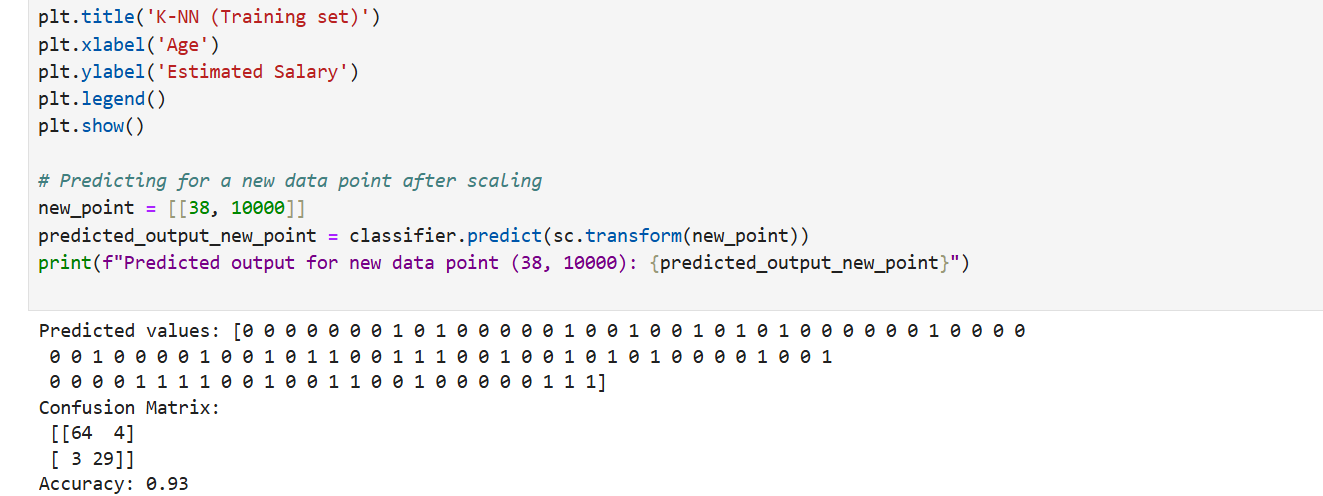 plt.title('K-NN (Training set)')
plt.xlabel('Age')
plt.ylabel('Estimated Salary')
plt.legend()
plt.show()
# Predicting for a new data point after scaling
new_point = [[38, 10000]]
predicted_output_new_point = classifier.predict(sc.transform(new_point))
print(f"Predicted output for new data point (38, 10000): {predicted_output_new_point}")
Predicted values: [0 0 0 0 0 0 0 1 0 1 0 0 0 0 0 1 0 0 1 0 0 1 0 1 0 1 0 0 0 0 0 0 1 0 0 0 0
0 0 1 0 0 0 0 1 0 0 1 0 1 1 0 0 1 1 1 0 0 1 0 0 1 0 1 0 1 0 0 0 0 1 0 0 1
0 0 0 0 1 1 1 1 0 0 1 0 0 1 1 0 0 1 0 0 0 0 0 1 1 1]
Confusion Matrix:
[[64  4]
[ 3 29]]
Accuracy: 0.93